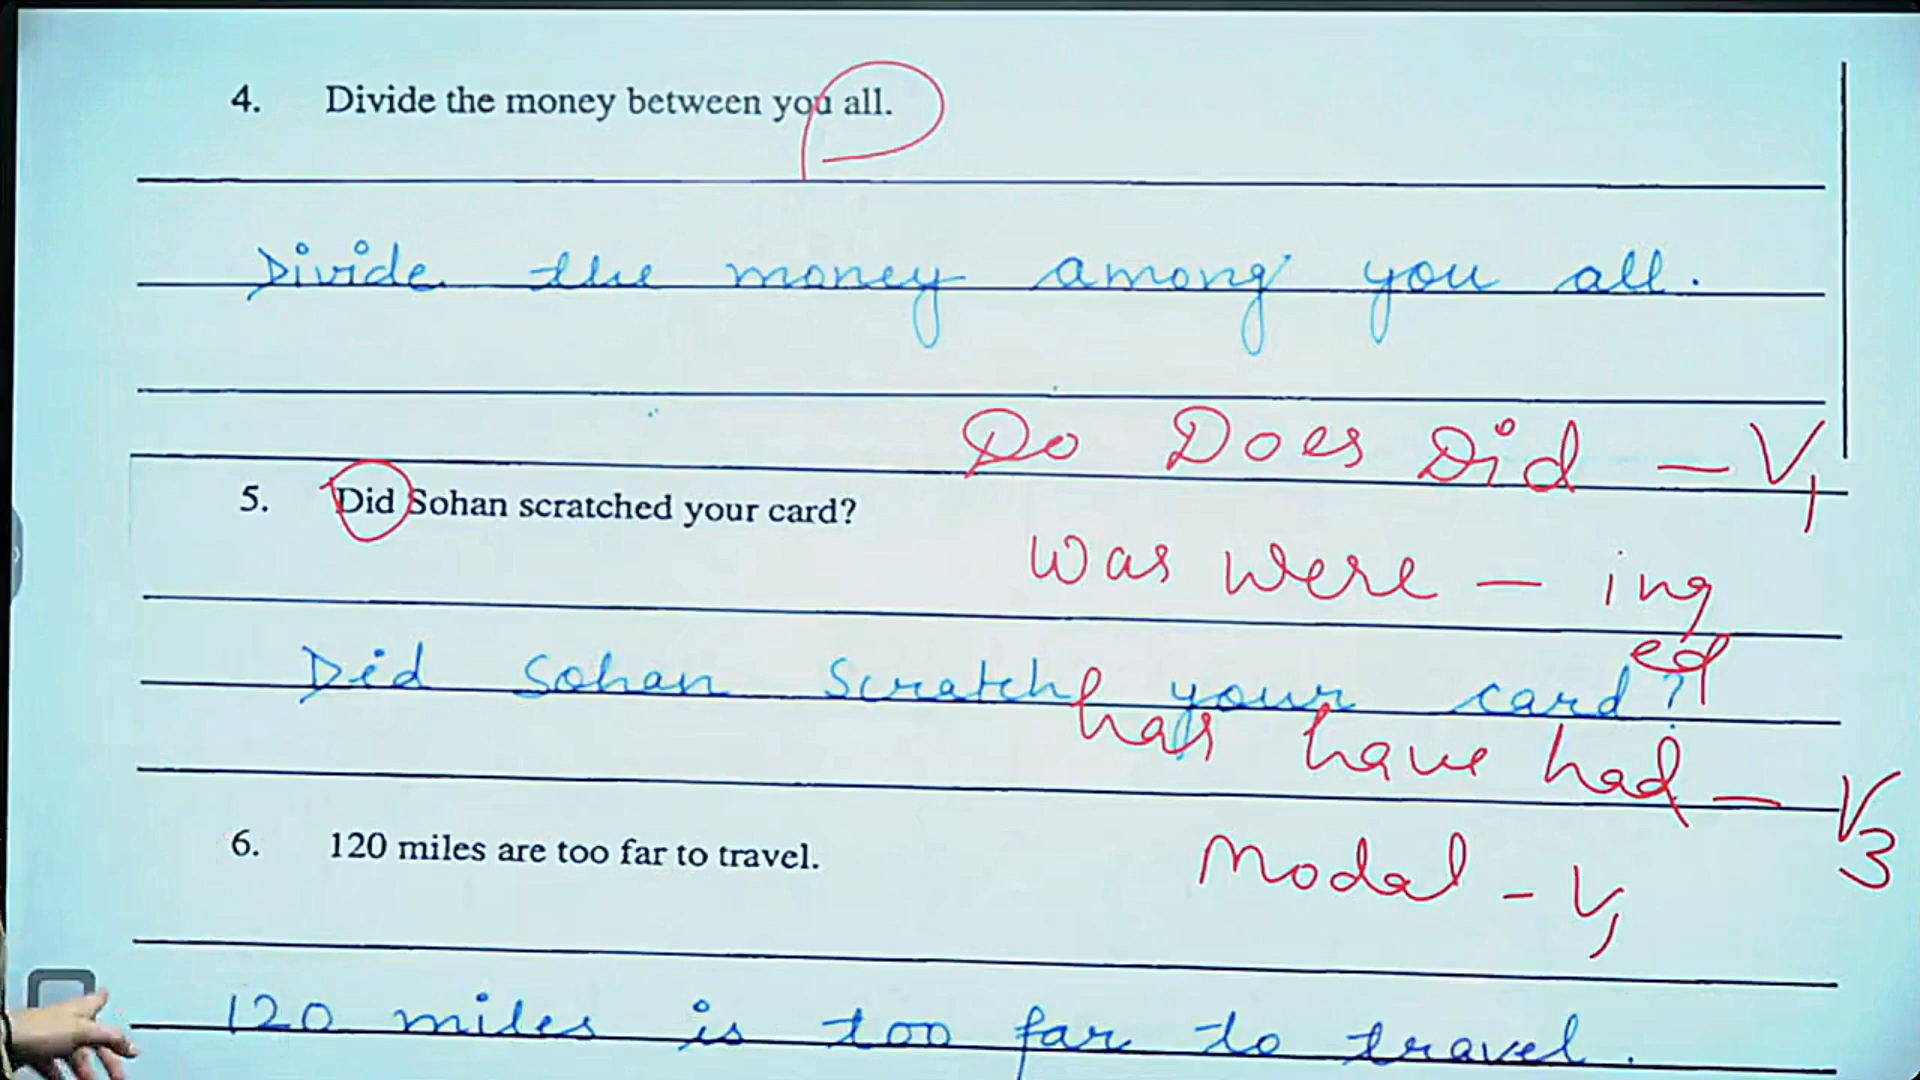 4. Divide the money between you all.
Divide the money among you all.
Do Does Did – V1
5. Did Sohan scratched your card?
was were – ing
ed
Did Sohan scratch your card?
has have had – V3
6. 120 miles are too far to travel.
Modal – V1
120 miles is too far to travel.